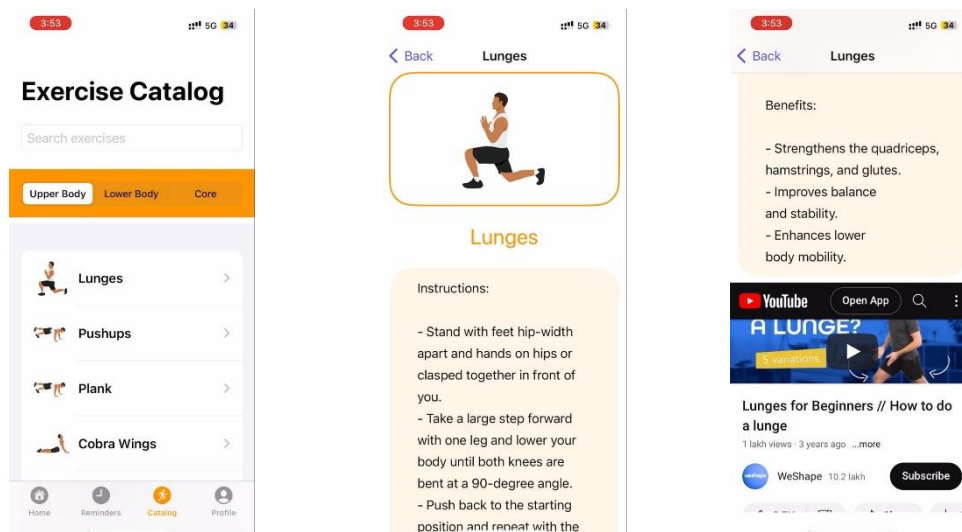 3:53
5G 34
Exercise Catalog
Search exercises
Upper Body Lower Body Core
Lunges
Pushups
Plank
Cobra Wings
Home Reminders Catalog Profile
3:53
5G 34
Back Lunges
Lunges
Instructions:
- Stand with feet hip-width
apart and hands on hips or
clasped together in front of
you.
- Take a large step forward
with one leg and lower your
body until both knees are
bent at a 90-degree angle.
- Push back to the starting
position and repeat with the
3:53
5G 34
Back Lunges
Benefits:
- Strengthens the quadriceps,
hamstrings, and glutes.
- Improves balance
and stability.
- Enhances lower
body mobility.
YouTube Open App
A LUNGE?
5 variations
Lunges for Beginners // How to do
a lunge
1 lakh views · 3 years ago ...more
weshape WeShape 10.2 lakh Subscribe